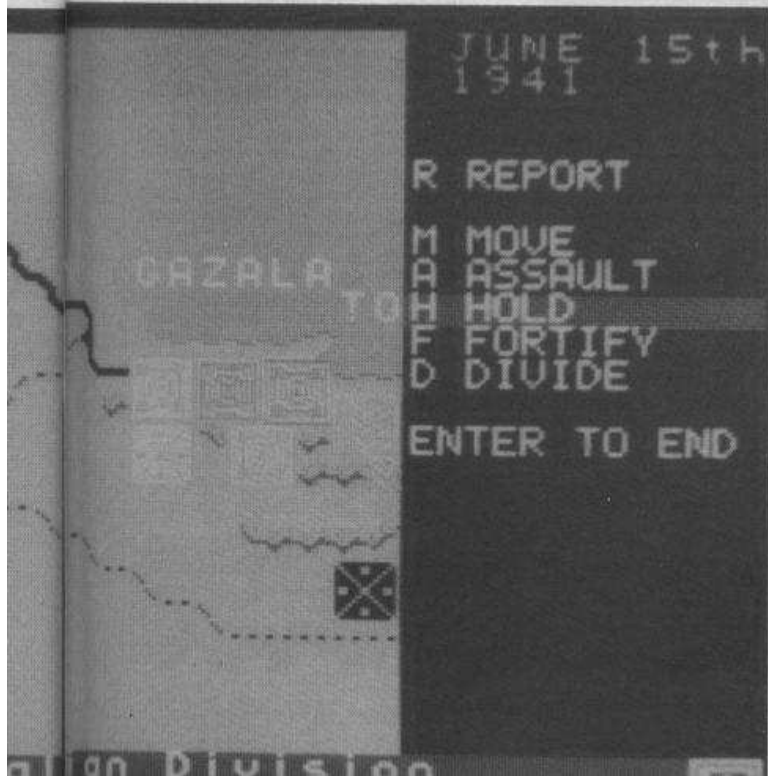 JUNE 15th
1941
R REPORT
M MOVE
A ASSAULT
H HOLD
F FORTIFY
D DIVIDE
ENTER TO END
GAZALA
TO
Division